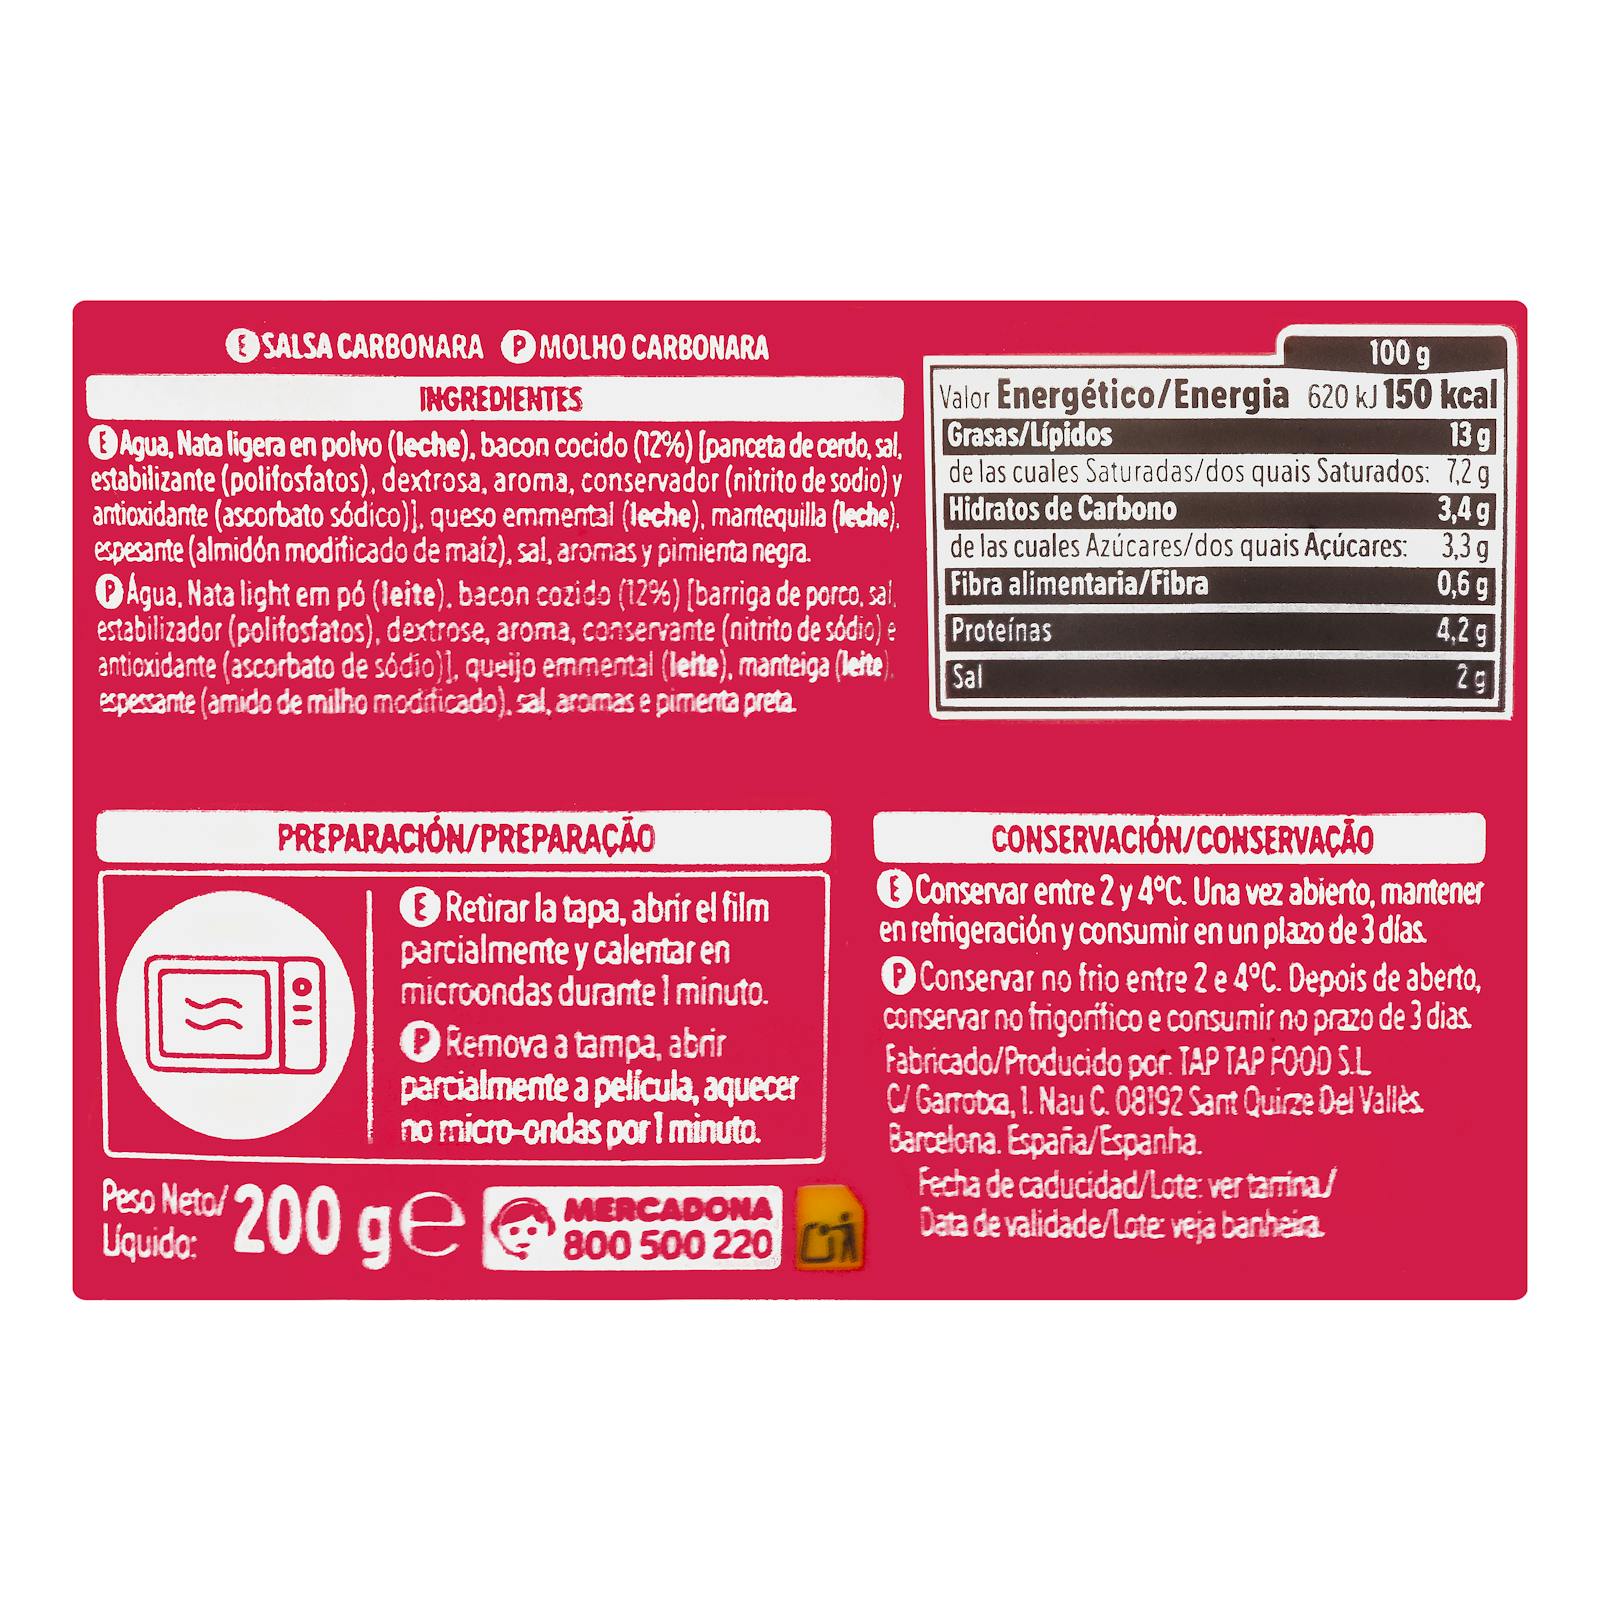 E SALSA CARBONARA P MOLHO CARBONARA
INGREDIENTES
E Agua, Nata ligera en polvo (leche), bacon cocido (12%) [panceta de cerdo, sal,
estabilizante (polifosfatos), dextrosa, aroma, conservador (nitrito de sodio) y
antioxidante (ascorbato sódico)], queso emmental (leche), mantequilla (leche),
espesante (almidón modificado de maíz), sal, aromas y pimienta negra.
P Água, Nata light em pó (leite), bacon cozido (12%) [barriga de porco, sal,
estabilizador (polifosfatos), dextrose, aroma, conservante (nitrito de sódio) e
antioxidante (ascorbato de sódio)], queijo emmental (leite), manteiga (leite),
espessante (amido de milho modificado), sal, aromas e pimenta preta.
100 g
Valor Energético/Energia 620 kJ 150 kcal
Grasas/Lípidos 13 g
de las cuales Saturadas/dos quais Saturados: 7,2 g
Hidratos de Carbono 3,4 g
de las cuales Azúcares/dos quais Açúcares: 3,3 g
Fibra alimentaria/Fibra 0,6 g
Proteínas 4,2 g
Sal 2 g
PREPARACIÓN/PREPARAÇÃO
E Retirar la tapa, abrir el film
parcialmente y calentar en
microondas durante 1 minuto.
P Remova a tampa, abrir
parcialmente a película, aquecer
no micro-ondas por 1 minuto.
CONSERVACIÓN/CONSERVAÇÃO
E Conservar entre 2 y 4°C. Una vez abierto, mantener
en refrigeración y consumir en un plazo de 3 días.
P Conservar no frio entre 2 e 4°C. Depois de aberto,
conservar no frigorífico e consumir no prazo de 3 dias.
Fabricado/Producido por: TAP TAP FOOD S.L
C/ Garrotxa, 1. Nau C. 08192 Sant Quirze Del Vallès.
Barcelona. España/Espanha.
Fecha de caducidad/Lote: ver tarrina/
Data de validade/Lote: veja banheira.
Peso Neto/
Líquido: 200 g e
MERCADONA
800 500 220